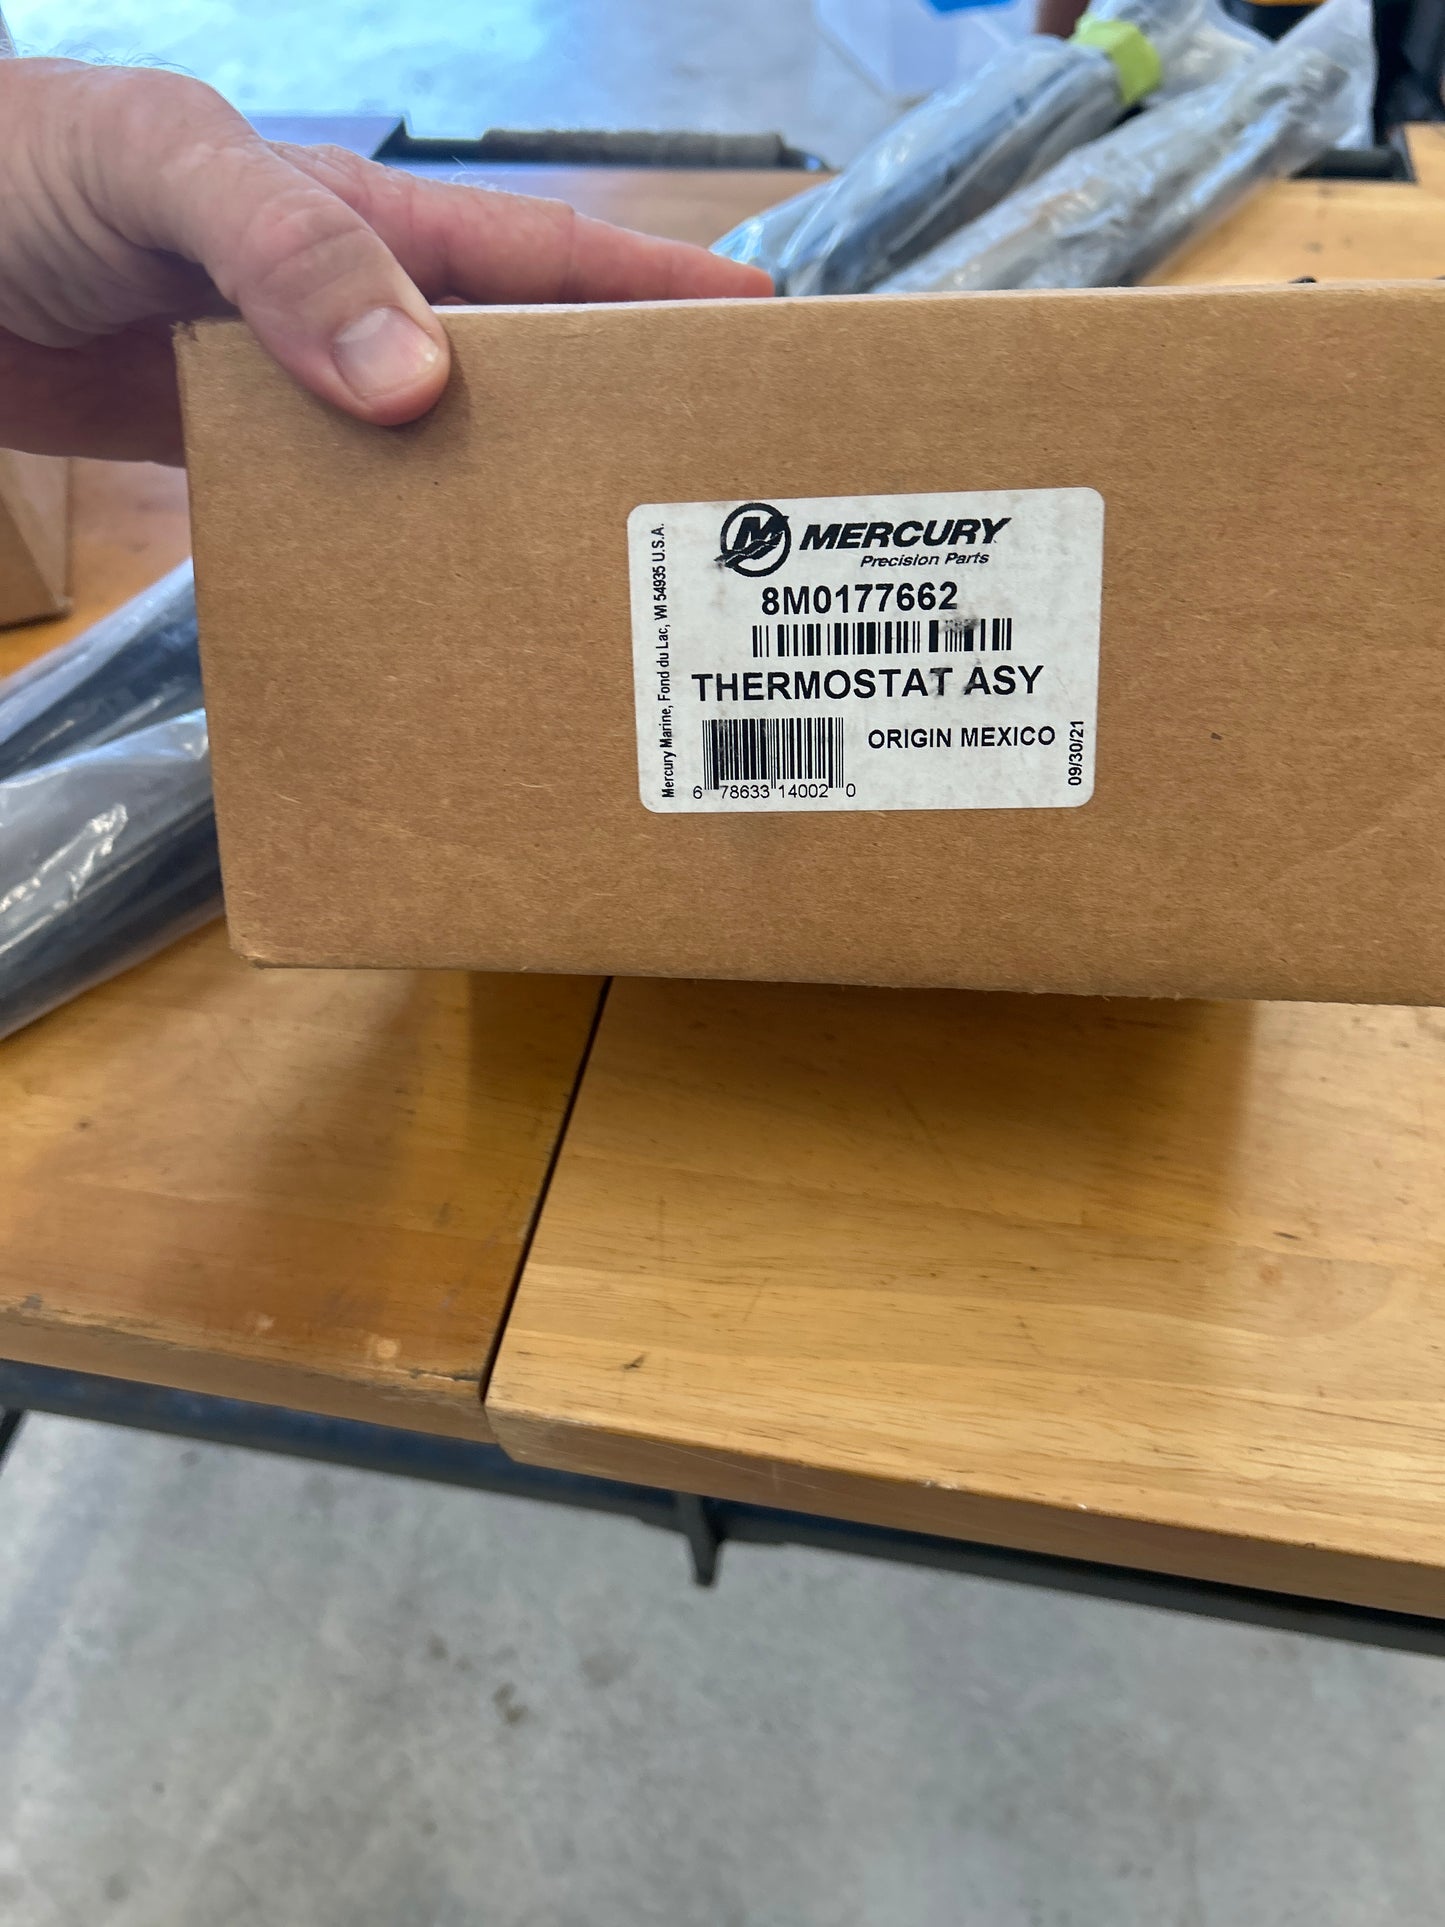 MERCURY
Precision Parts
8M0177662
THERMOSTAT ASY
ORIGIN MEXICO
6 78633 14002 0
Mercury Marine, Fond du Lac, WI 54935 U.S.A.
09/30/21